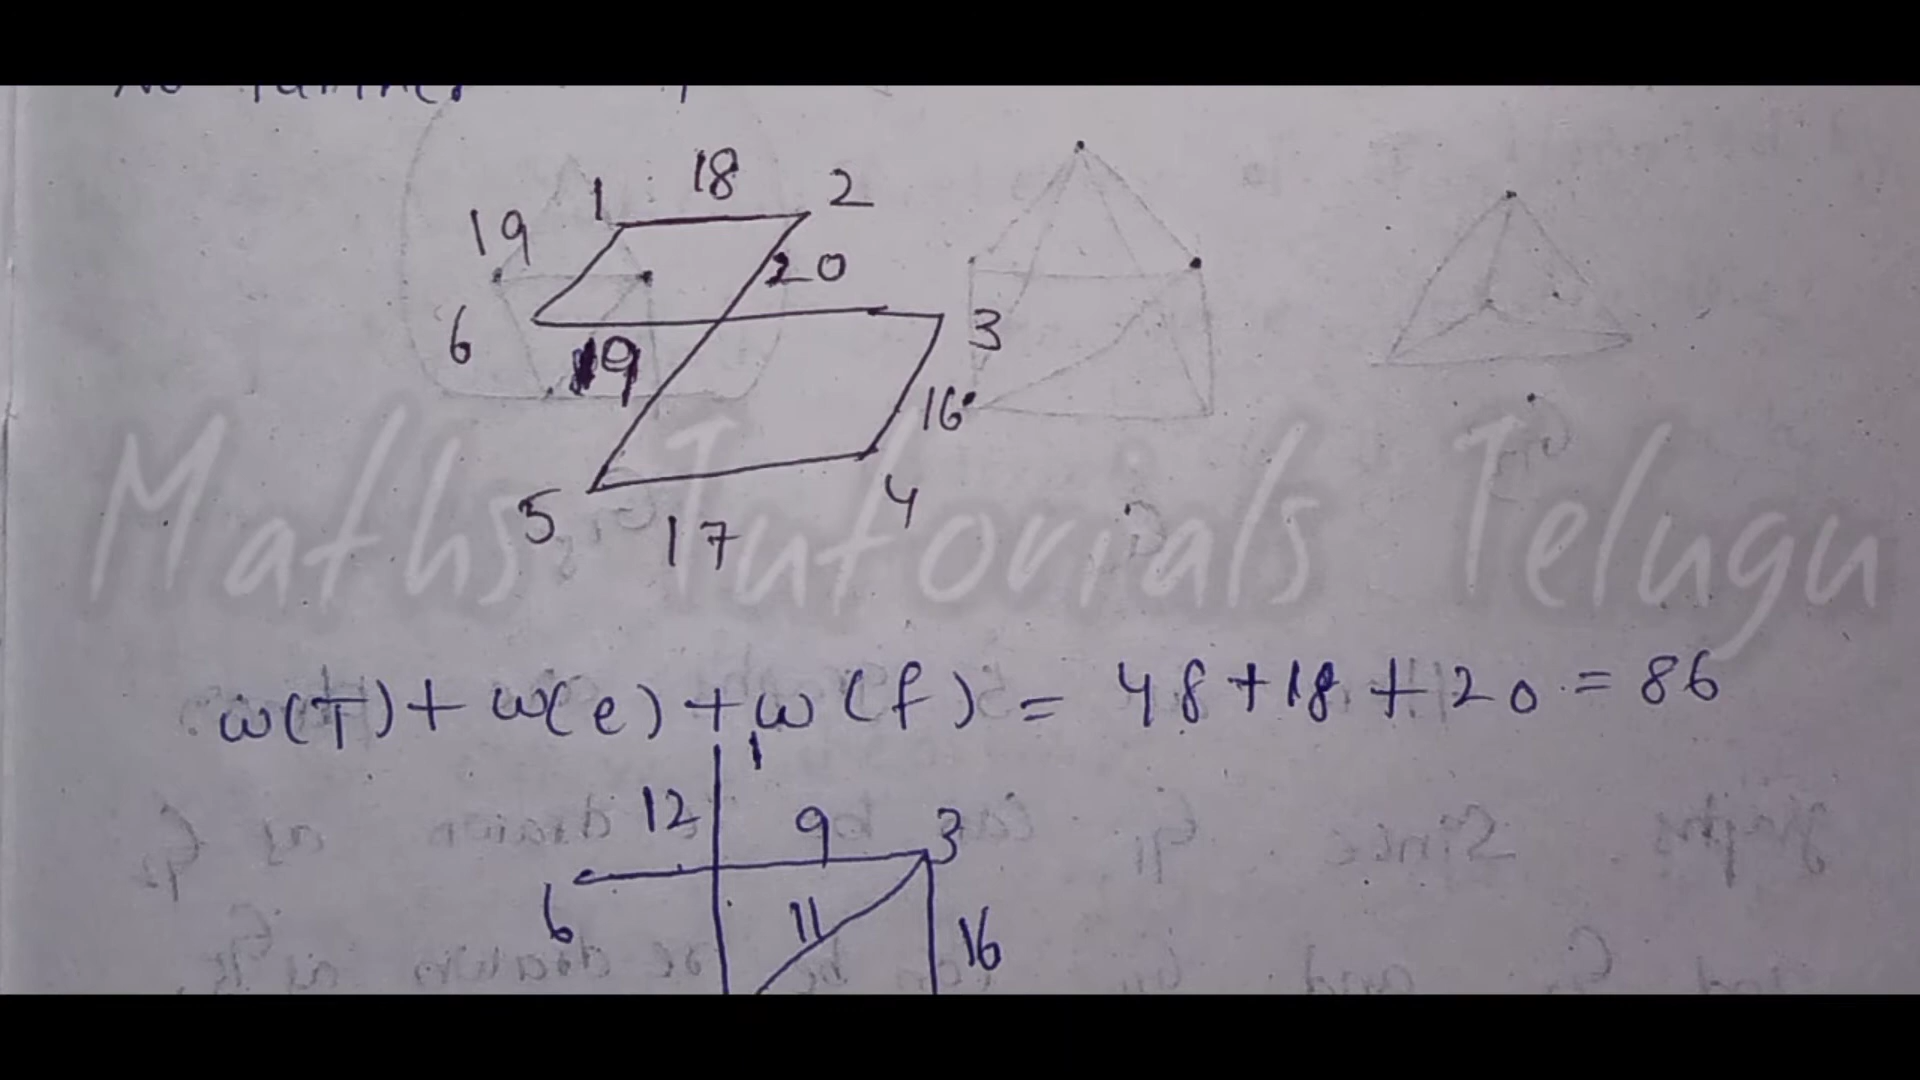 18
1 2
19
20
6 3
19
16
5 4
17
Maths Tutorials Telugu
w(T) + w(e) + w(f) = 48 + 18 + 20 = 86
1
12 9 3
6 11 16